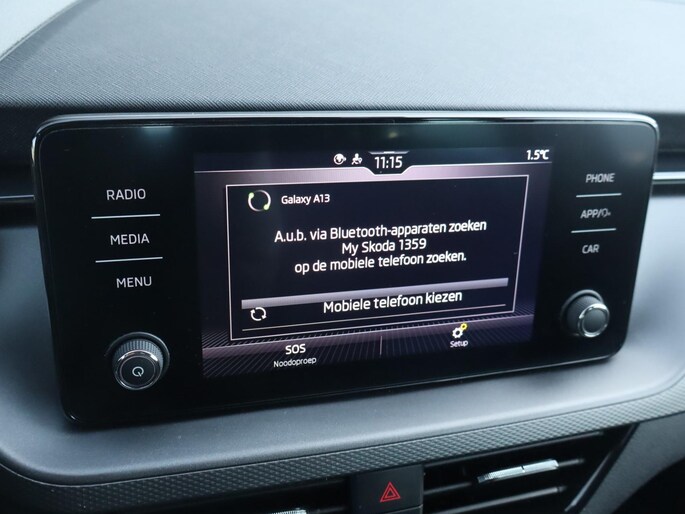 11:15
1.5°C
RADIO
MEDIA
MENU
Galaxy A13
A.u.b. via Bluetooth-apparaten zoeken
My Skoda 1359
op de mobiele telefoon zoeken.
Mobiele telefoon kiezen
SOS
Noodoproep
Setup
PHONE
APP/
CAR